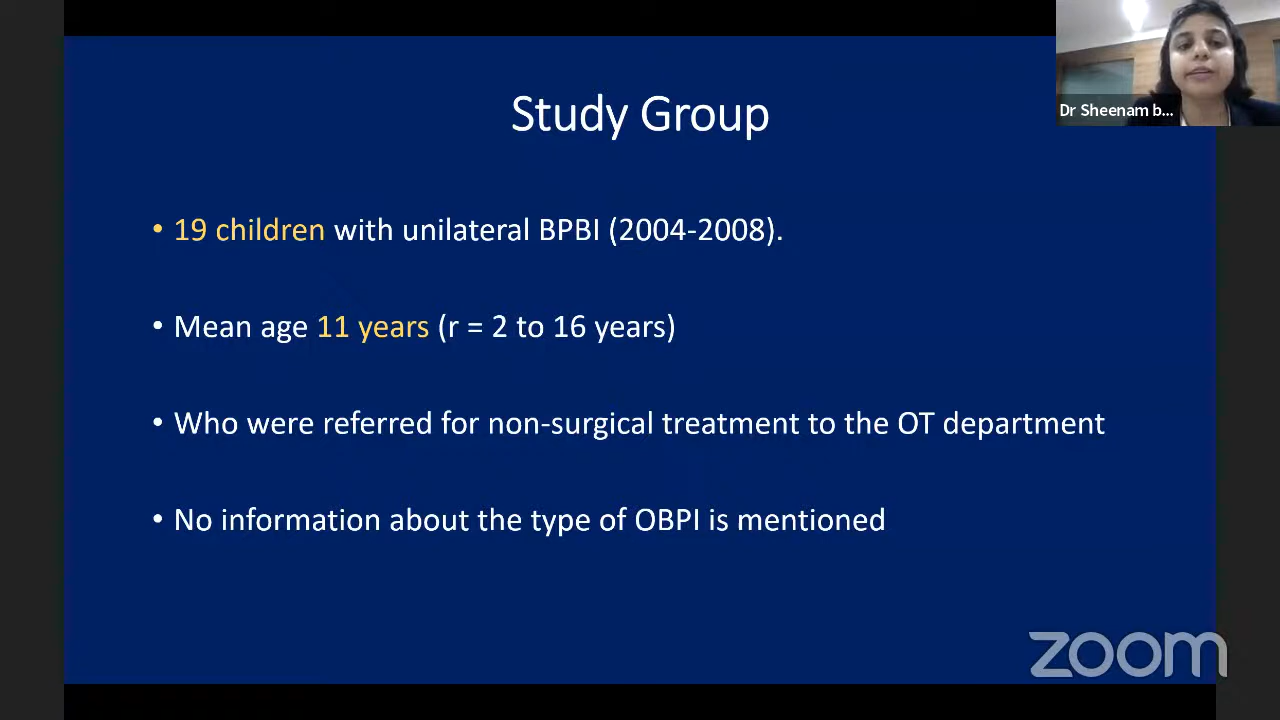 Study Group
Dr Sheenam b...
• 19 children with unilateral BPBI (2004-2008).
• Mean age 11 years (r = 2 to 16 years)
• Who were referred for non-surgical treatment to the OT department
• No information about the type of OBPI is mentioned
zoom